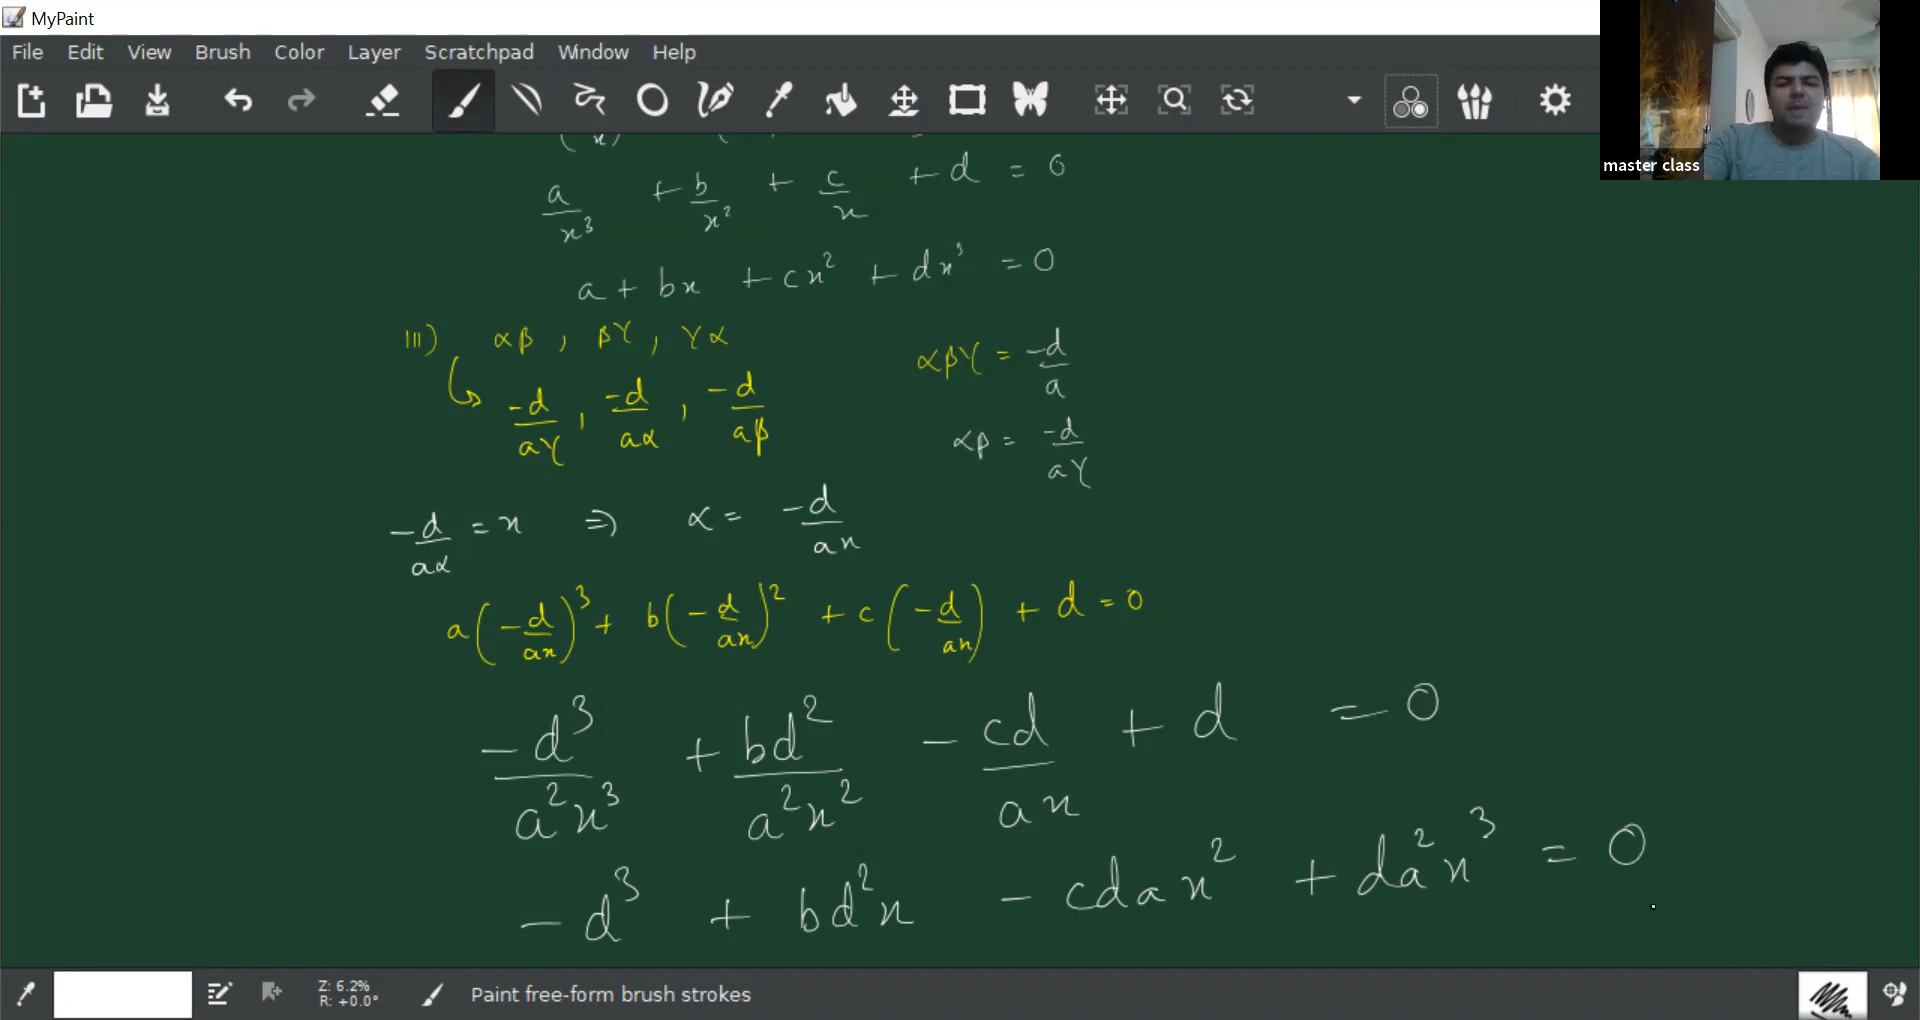 MyPaint
File Edit View Brush Color Layer Scratchpad Window Help
master class
a/x³ + b/x² + c/x + d = 0
a + bx + cx² + dx³ = 0
III) αβ, βγ, γα
αβγ = -d/a
-d/aγ, -d/aα, -d/aβ
αβ = -d/aγ
-d/aα = x ⇒ α = -d/ax
a(-d/ax)³ + b(-d/ax)² + c(-d/ax) + d = 0
-d³/a²x³ + bd²/a²x² - cd/ax + d = 0
-d³ + bd²x - cdax² + da²x³ = 0
Z: 6.2%
R: +0.0°
Paint free-form brush strokes